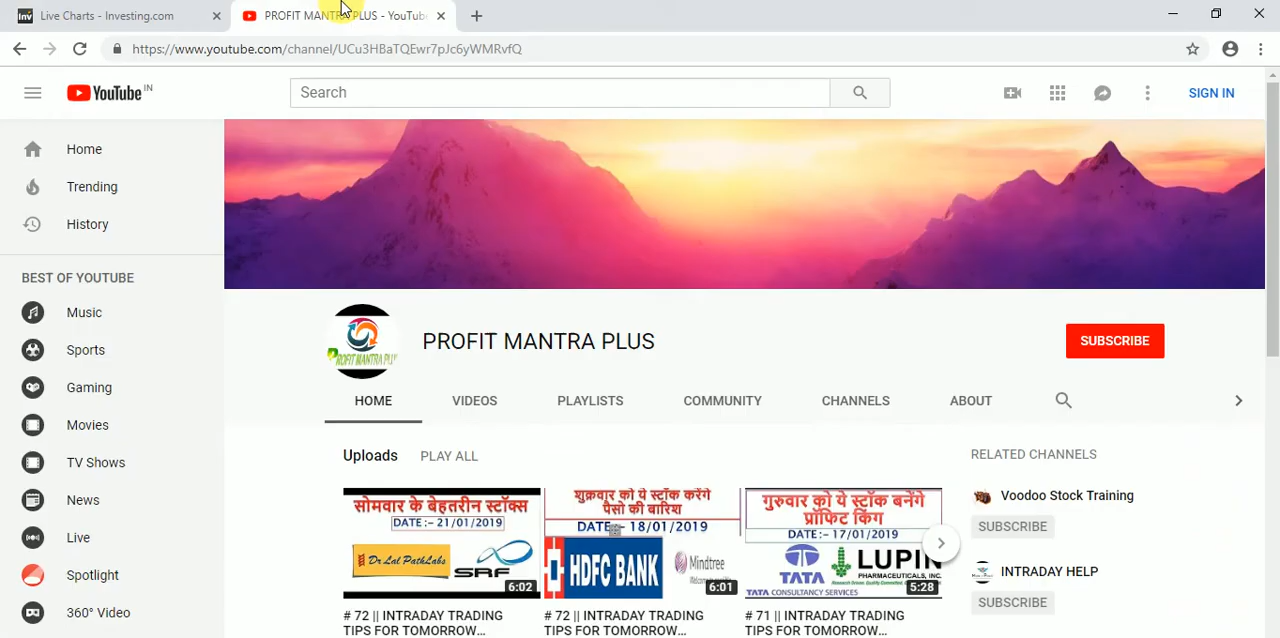 Live Charts - Investing.com
PROFIT MANTRA PLUS - YouTube
https://www.youtube.com/channel/UCu3HBaTQEwr7pJc6yWMRvfQ
YouTube IN
Search
SIGN IN
Home
Trending
History
BEST OF YOUTUBE
Music
Sports
Gaming
Movies
TV Shows
News
Live
Spotlight
360° Video
PROFIT MANTRA PLUS
PROFIT MANTRA PLUS
SUBSCRIBE
HOME VIDEOS PLAYLISTS COMMUNITY CHANNELS ABOUT
Uploads PLAY ALL
सोमवार के बेहतरीन स्टॉक्स
DATE:- 21/01/2019
Dr Lal PathLabs
SRF
6:02
# 72 || INTRADAY TRADING
TIPS FOR TOMORROW...
शुक्रवार को ये स्टॉक करेंगे
पैसो की बारिश
DATE:- 18/01/2019
HDFC BANK
Mindtree
6:01
# 72 || INTRADAY TRADING
TIPS FOR TOMORROW...
गुरुवार को ये स्टॉक बनेंगे
प्रॉफिट किंग
DATE:- 17/01/2019
TATA
TATA CONSULTANCY SERVICES
LUPIN
PHARMACEUTICALS, INC.
5:28
# 71 || INTRADAY TRADING
TIPS FOR TOMORROW...
RELATED CHANNELS
Voodoo Stock Training
SUBSCRIBE
INTRADAY HELP
SUBSCRIBE